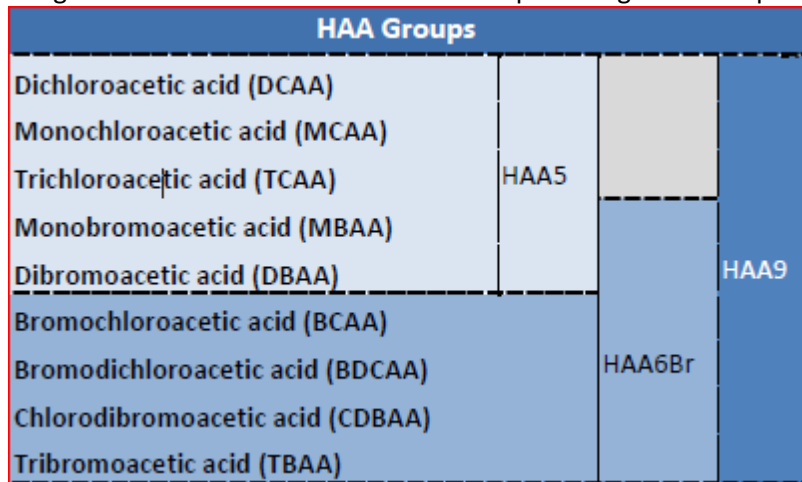 HAA Groups
Dichloroacetic acid (DCAA)
Monochloroacetic acid (MCAA)
Trichloroacetic acid (TCAA)
HAA5
Monobromoacetic acid (MBAA)
Dibromoacetic acid (DBAA)
HAA9
Bromochloroacetic acid (BCAA)
Bromodichloroacetic acid (BDCAA)
HAA6Br
Chlorodibromoacetic acid (CDBAA)
Tribromoacetic acid (TBAA)